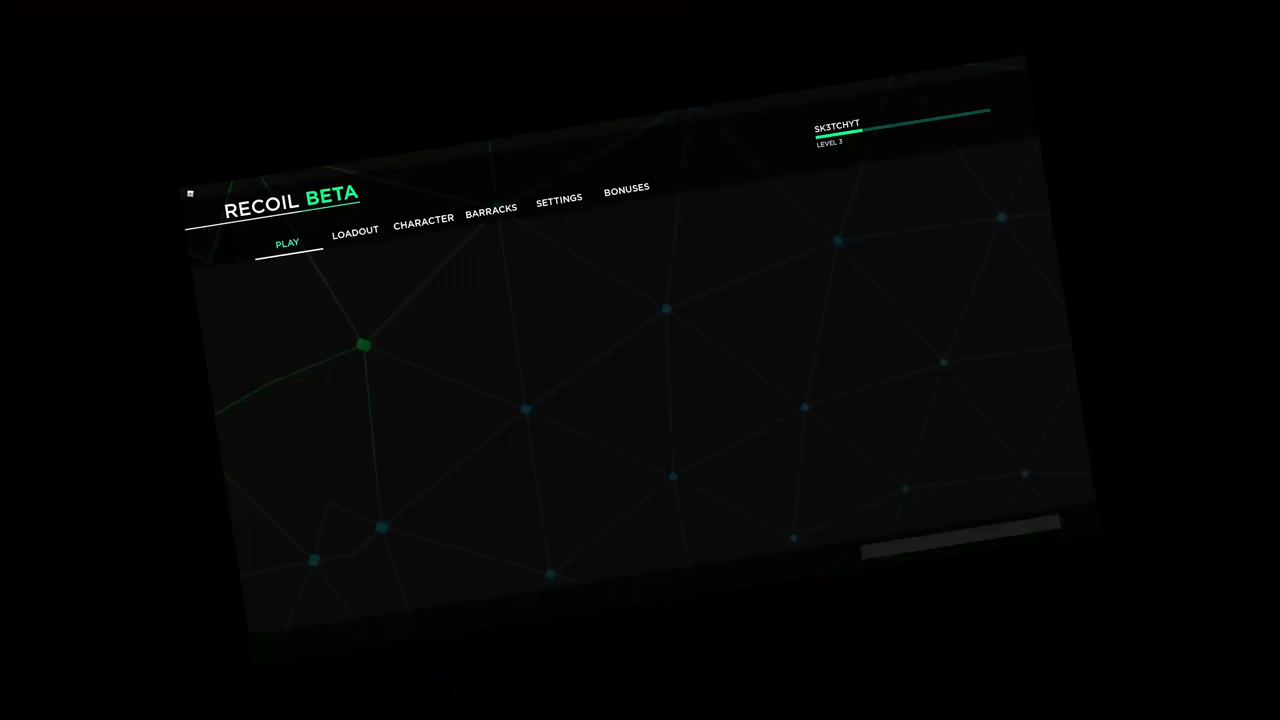 RECOIL BETA
PLAY LOADOUT CHARACTER BARRACKS SETTINGS BONUSES
SK3TCHYT
LEVEL 3